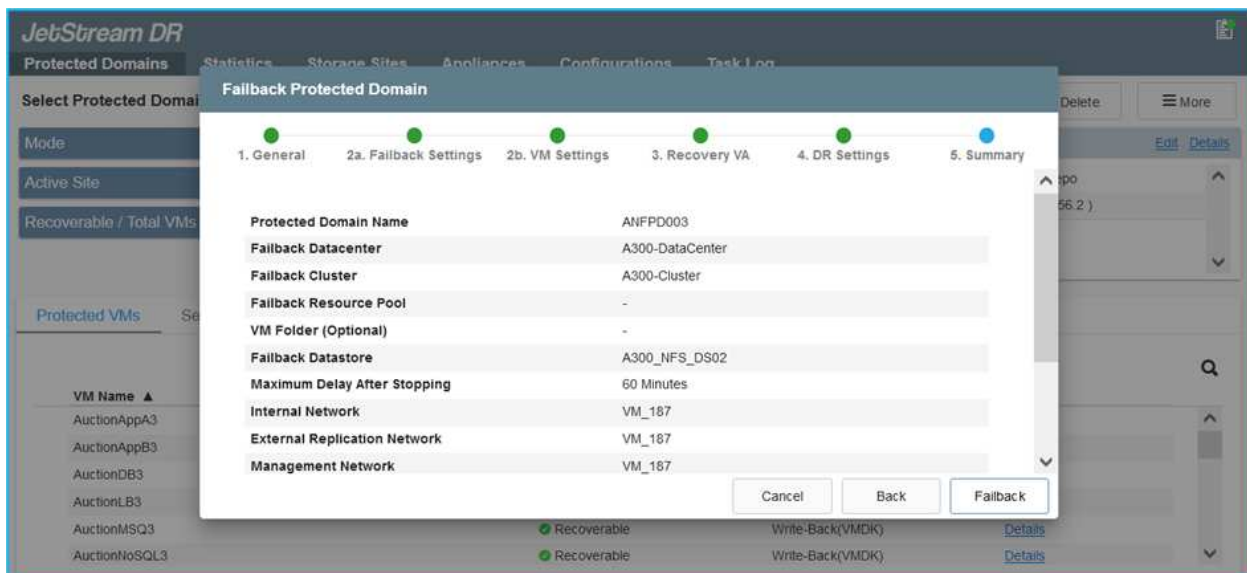 JetStream DR
Protected Domains Statistics Storage Sites Appliances Configurations Task Log
Select Protected Domai Delete More
Failback Protected Domain
Mode Edit Details
1. General 2a. Failback Settings 2b. VM Settings 3. Recovery VA 4. DR Settings 5. Summary
Active Site epo
Recoverable / Total VMs 56.2 )
Protected Domain Name ANFPD003
Failback Datacenter A300-DataCenter
Failback Cluster A300-Cluster
Failback Resource Pool -
Protected VMs Se
VM Folder (Optional) -
Failback Datastore A300_NFS_DS02
Maximum Delay After Stopping 60 Minutes
VM Name ▲
Internal Network VM_187
AuctionAppA3
External Replication Network VM_187
AuctionAppB3
Management Network VM_187
AuctionDB3
Cancel Back Failback
AuctionLB3
AuctionMSQ3 Recoverable Write-Back(VMDK) Details
AuctionNoSQL3 Recoverable Write-Back(VMDK) Details